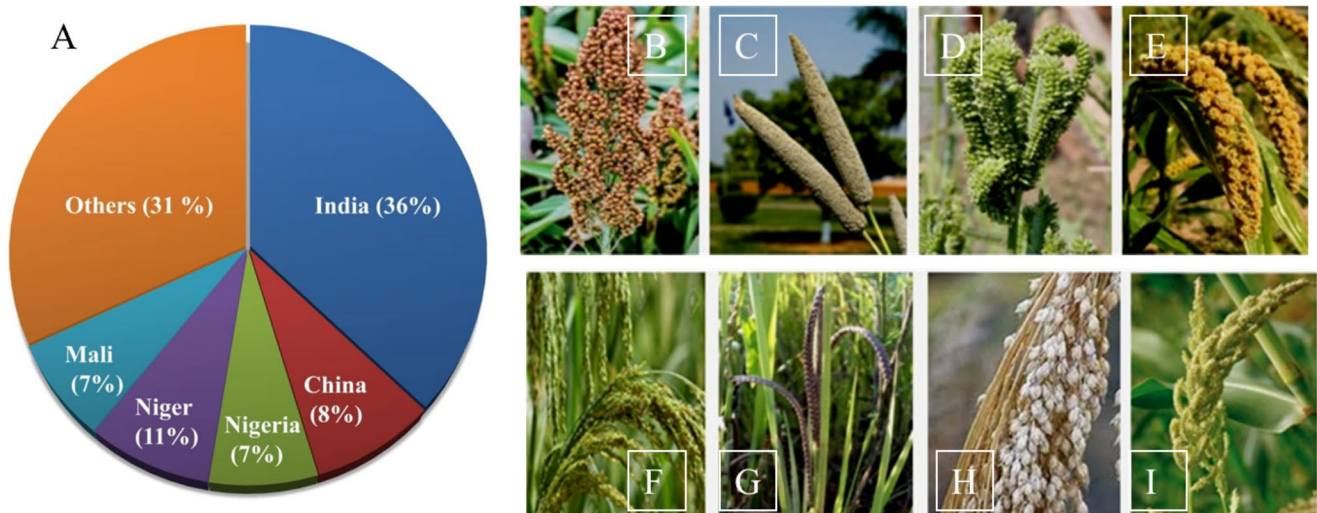 A
Others (31 %)
India (36%)
Mali
(7%)
Niger
(11%)
Nigeria
(7%)
China
(8%)
B
C
D
E
F
G
H
I